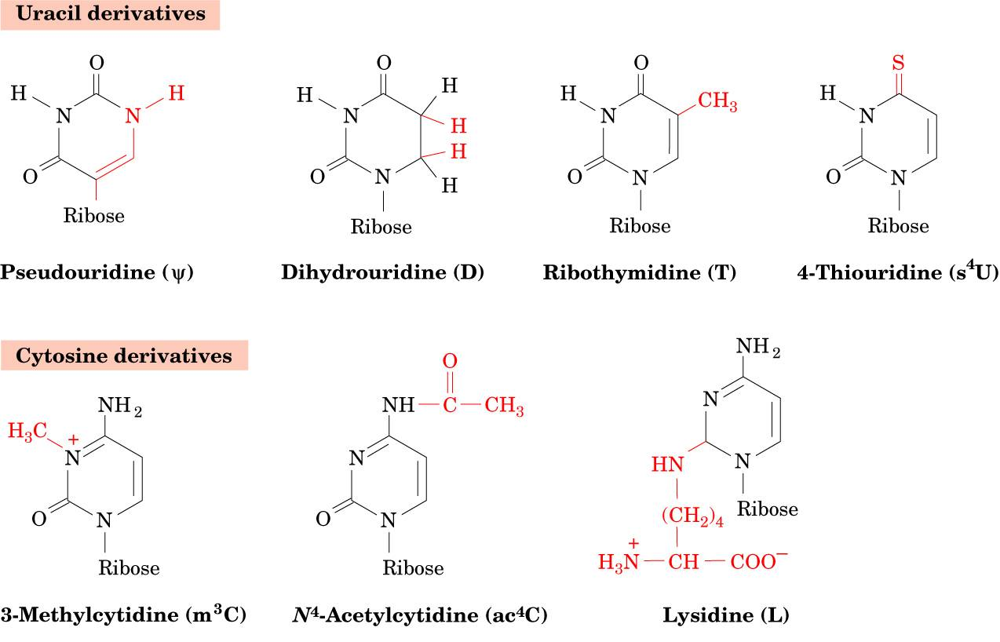 Uracil derivatives
O O O S
H H H H CH₃ H
H N N N H N N
H
O O N H O N O N
Ribose Ribose Ribose Ribose
Pseudouridine (ψ) Dihydrouridine (D) Ribothymidine (T) 4-Thiouridine (s⁴U)
Cytosine derivatives
NH₂
O
NH₂ NH C CH₃ N
H₃C + N N HN N
O N O N (CH₂)₄ Ribose
+
Ribose Ribose H₃N CH COO⁻
3-Methylcytidine (m³C) N⁴-Acetylcytidine (ac⁴C) Lysidine (L)